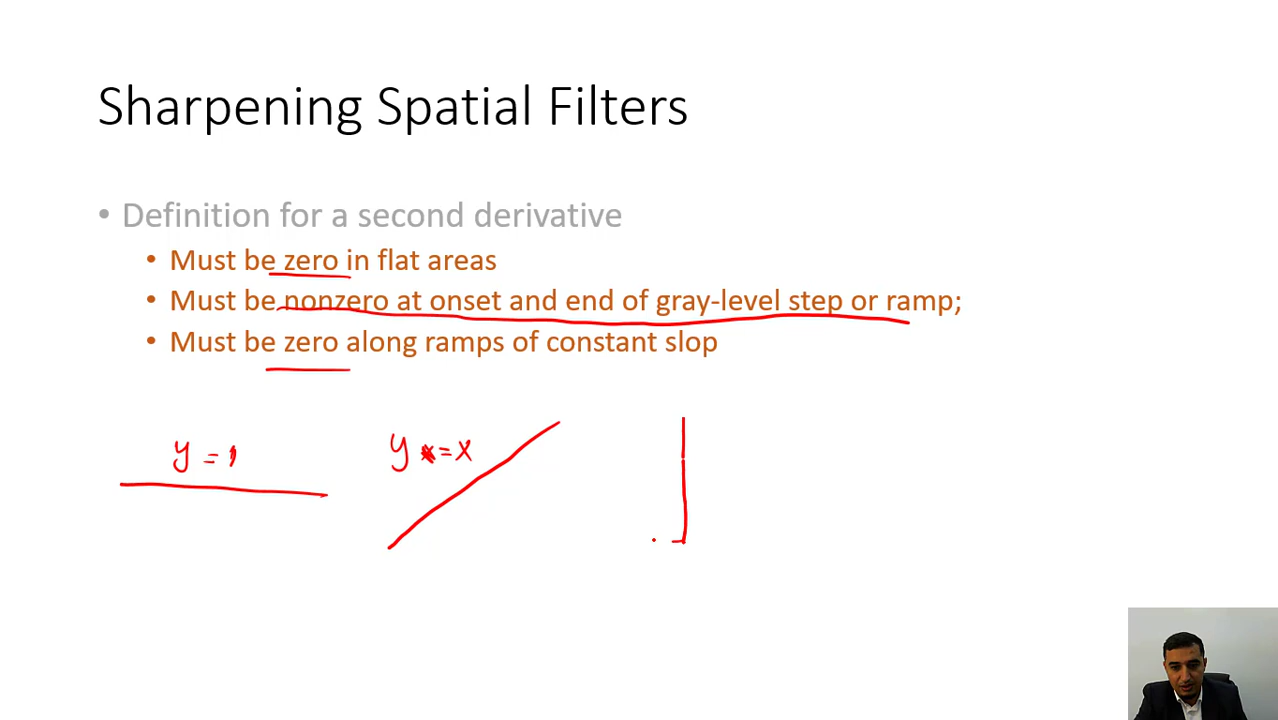 Sharpening Spatial Filters
• Definition for a second derivative
• Must be zero in flat areas
• Must be nonzero at onset and end of gray-level step or ramp;
• Must be zero along ramps of constant slop
y = 1
y = x